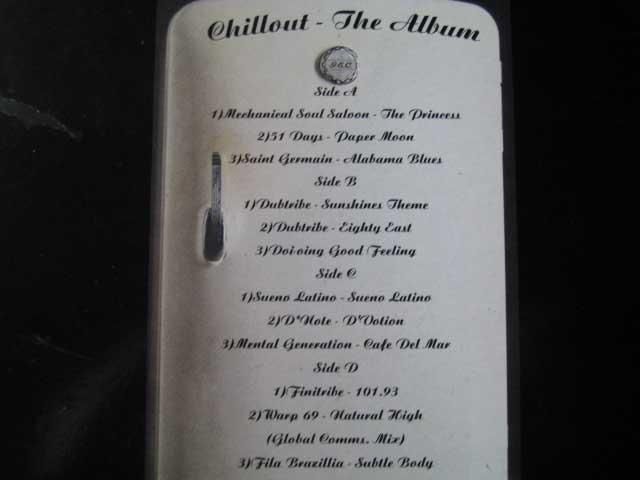 Chillout - The Album
G&C
Side A
1)Mechanical Soul Saloon - The Princess
2)51 Days - Paper Moon
3)Saint Germain - Alabama Blues
Side B
1)Dubtribe - Sunshines Theme
2)Dubtribe - Eighty East
3)Doi-oing Good Feeling
Side C
1)Sueno Latino - Sueno Latino
2)D*Note - D'Votion
3)Mental Generation - Cafe Del Mar
Side D
1)Finitribe - 101.93
2)Warp 69 - Natural High
(Global Comms. Mix)
3)Fila Brazillia - Subtle Body